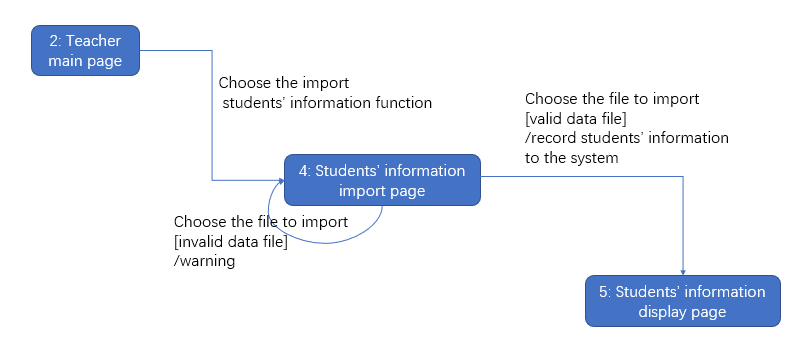 2: Teacher
main page
Choose the import
students' information function
Choose the file to import
[valid data file]
/record students' information
to the system
4: Students' information
import page
Choose the file to import
[invalid data file]
/warning
5: Students' information
display page